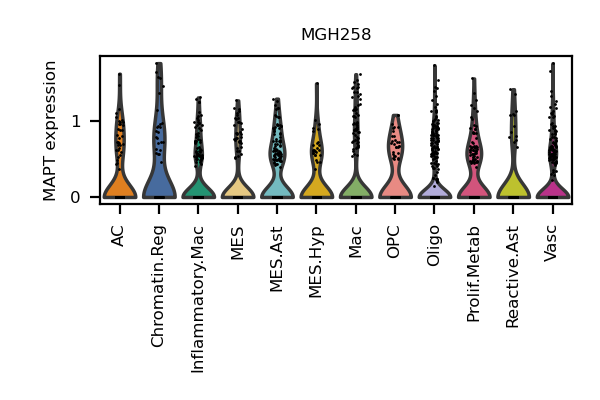 MGH258
MAPT expression
1
0
AC
Chromatin.Reg
Inflammatory.Mac
MES
MES.Ast
MES.Hyp
Mac
OPC
Oligo
Prolif.Metab
Reactive.Ast
Vasc